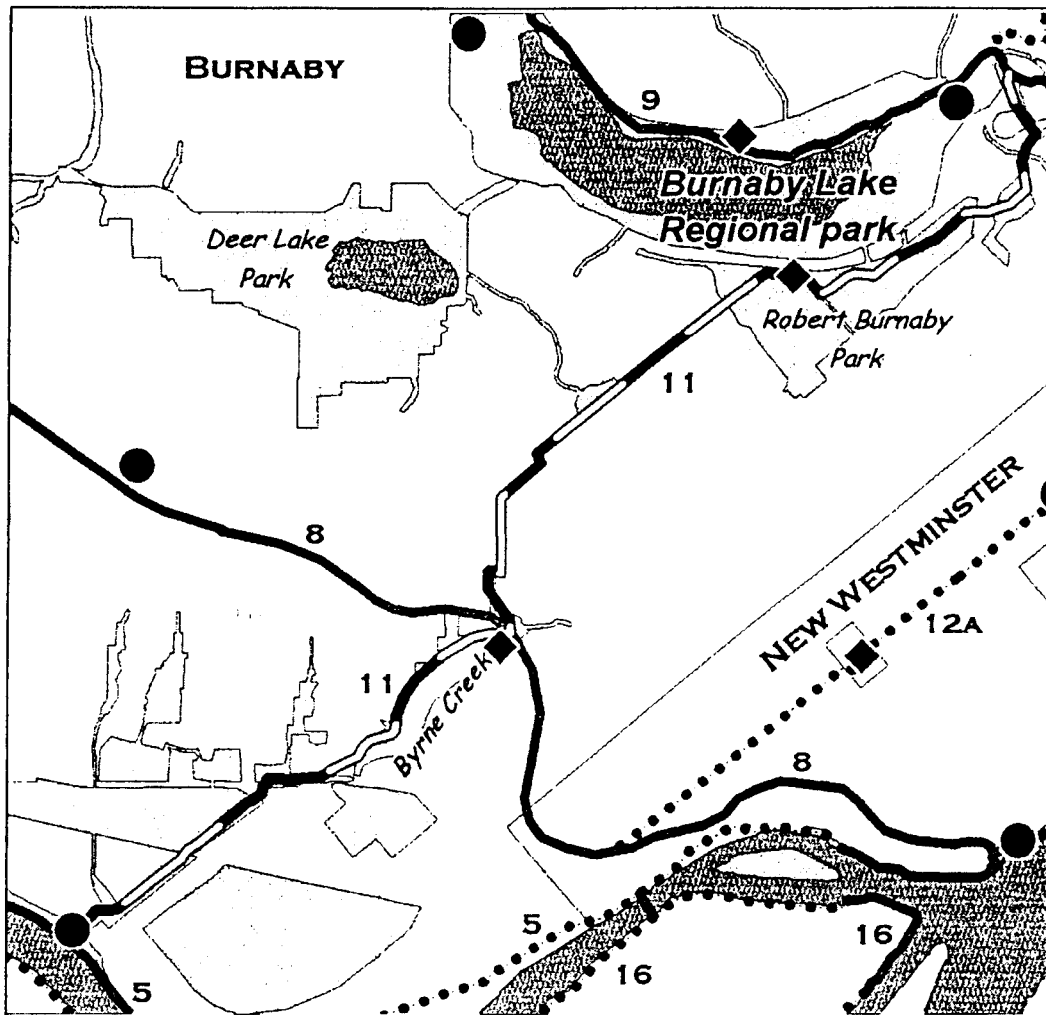 BURNABY
9
Burnaby Lake
Regional park
Deer Lake
Park
Robert Burnaby
Park
11
8
NEW WESTMINSTER
12A
11
Byrne Creek
8
5
16
16
5